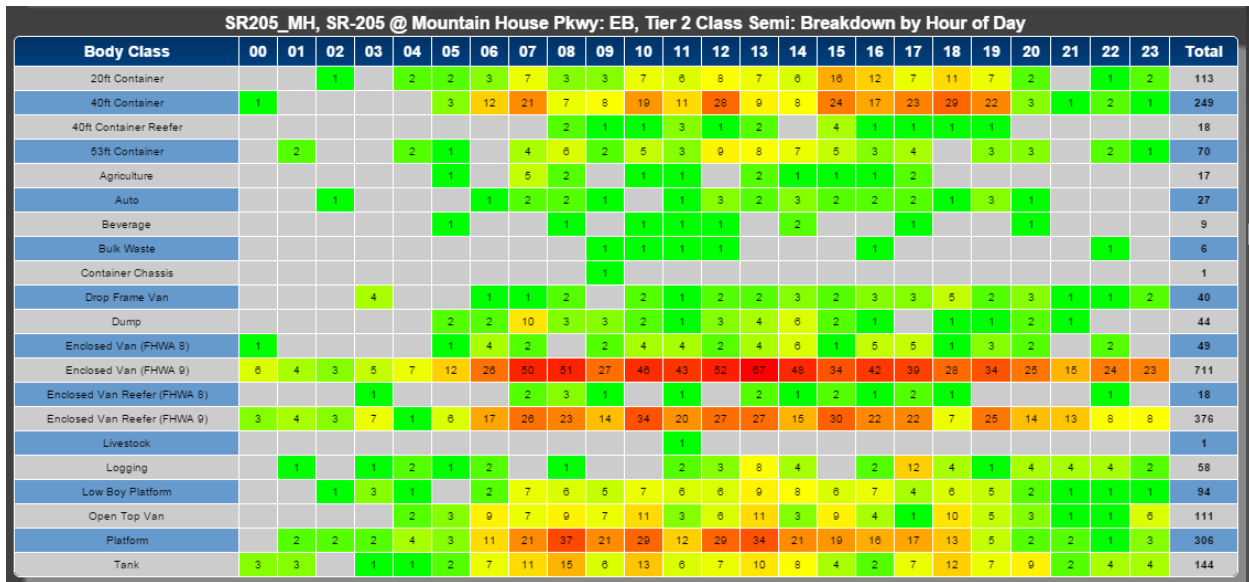 SR205_MH, SR-205 @ Mountain House Pkwy: EB, Tier 2 Class Semi: Breakdown by Hour of Day
Body Class 00 01 02 03 04 05 06 07 08 09 10 11 12 13 14 15 16 17 18 19 20 21 22 23 Total
20ft Container 1 2 2 3 7 3 3 7 6 8 7 6 16 12 7 11 7 2 1 2 113
40ft Container 1 3 12 21 7 8 19 11 28 9 8 24 17 23 29 22 3 1 2 1 249
40ft Container Reefer 2 1 1 3 1 2 4 1 1 1 1 18
53ft Container 2 2 1 4 6 2 5 3 9 8 7 5 3 4 3 3 2 1 70
Agriculture 1 5 2 1 1 2 1 1 1 2 17
Auto 1 1 2 2 1 1 3 2 3 2 2 2 1 3 1 27
Beverage 1 1 1 1 1 2 1 1 9
Bulk Waste 1 1 1 1 1 1 6
Container Chassis 1 1
Drop Frame Van 4 1 1 2 2 1 2 2 3 2 3 3 5 2 3 1 1 2 40
Dump 2 2 10 3 3 2 1 3 4 6 2 1 1 1 2 1 44
Enclosed Van (FHWA 8) 1 1 4 2 2 4 4 2 4 6 1 5 5 1 3 2 2 49
Enclosed Van (FHWA 9) 6 4 3 5 7 12 26 50 51 27 46 43 52 67 48 34 42 39 28 34 25 15 24 23 711
Enclosed Van Reefer (FHWA 8) 1 2 3 1 1 2 1 2 1 2 1 1 18
Enclosed Van Reefer (FHWA 9) 3 4 3 7 1 6 17 26 23 14 34 20 27 27 15 30 22 22 7 25 14 13 8 8 376
Livestock 1 1
Logging 1 1 2 1 2 1 2 3 8 4 2 12 4 1 4 4 4 2 58
Low Boy Platform 1 3 1 2 7 6 5 7 6 6 9 8 6 7 4 6 5 2 1 1 1 94
Open Top Van 2 3 9 7 9 7 11 3 6 11 3 9 4 1 10 5 3 1 1 6 111
Platform 2 2 2 4 3 11 21 37 21 29 12 29 34 21 19 16 17 13 5 2 2 1 3 306
Tank 3 3 1 1 2 7 11 15 6 13 6 7 10 8 4 2 7 12 7 9 2 4 4 144